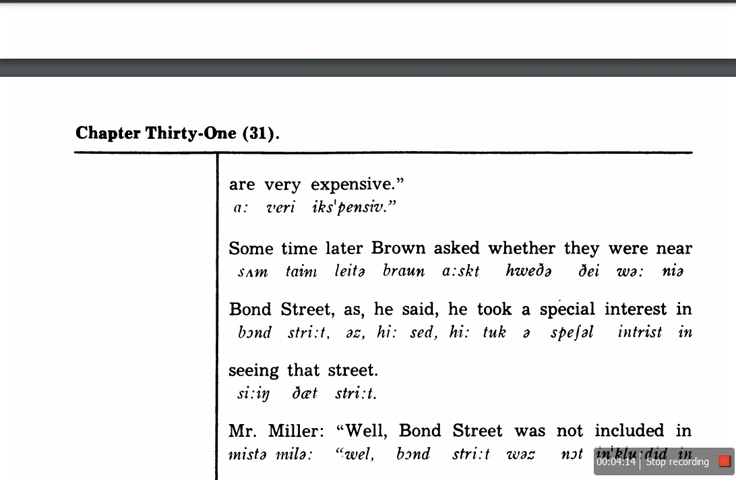 Chapter Thirty-One (31).
are very expensive.”
a: veri iks'pensiv.”
Some time later Brown asked whether they were near
sʌm taim leitə braun a:skt hweðə ðei wə: niə
Bond Street, as, he said, he took a special interest in
bɔnd stri:t, əz, hi: sed, hi: tuk ə speʃəl intrist in
seeing that street.
si:iŋ ðæt stri:t.
Mr. Miller: “Well, Bond Street was not included in
mistə milə: “wel, bɔnd stri:t wəz nɔt in'klu:did in
00:04:14 | Stop recording